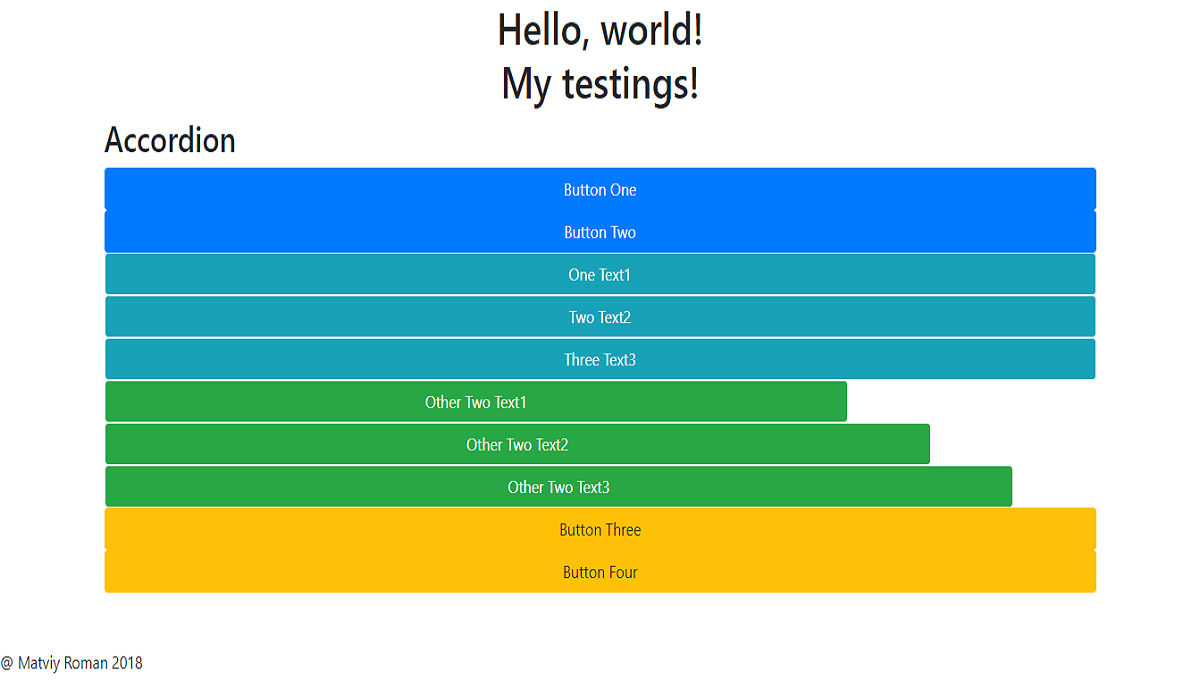 Hello, world!
My testings!
Accordion
Button One
Button Two
One Text1
Two Text2
Three Text3
Other Two Text1
Other Two Text2
Other Two Text3
Button Three
Button Four
@ Matviy Roman 2018